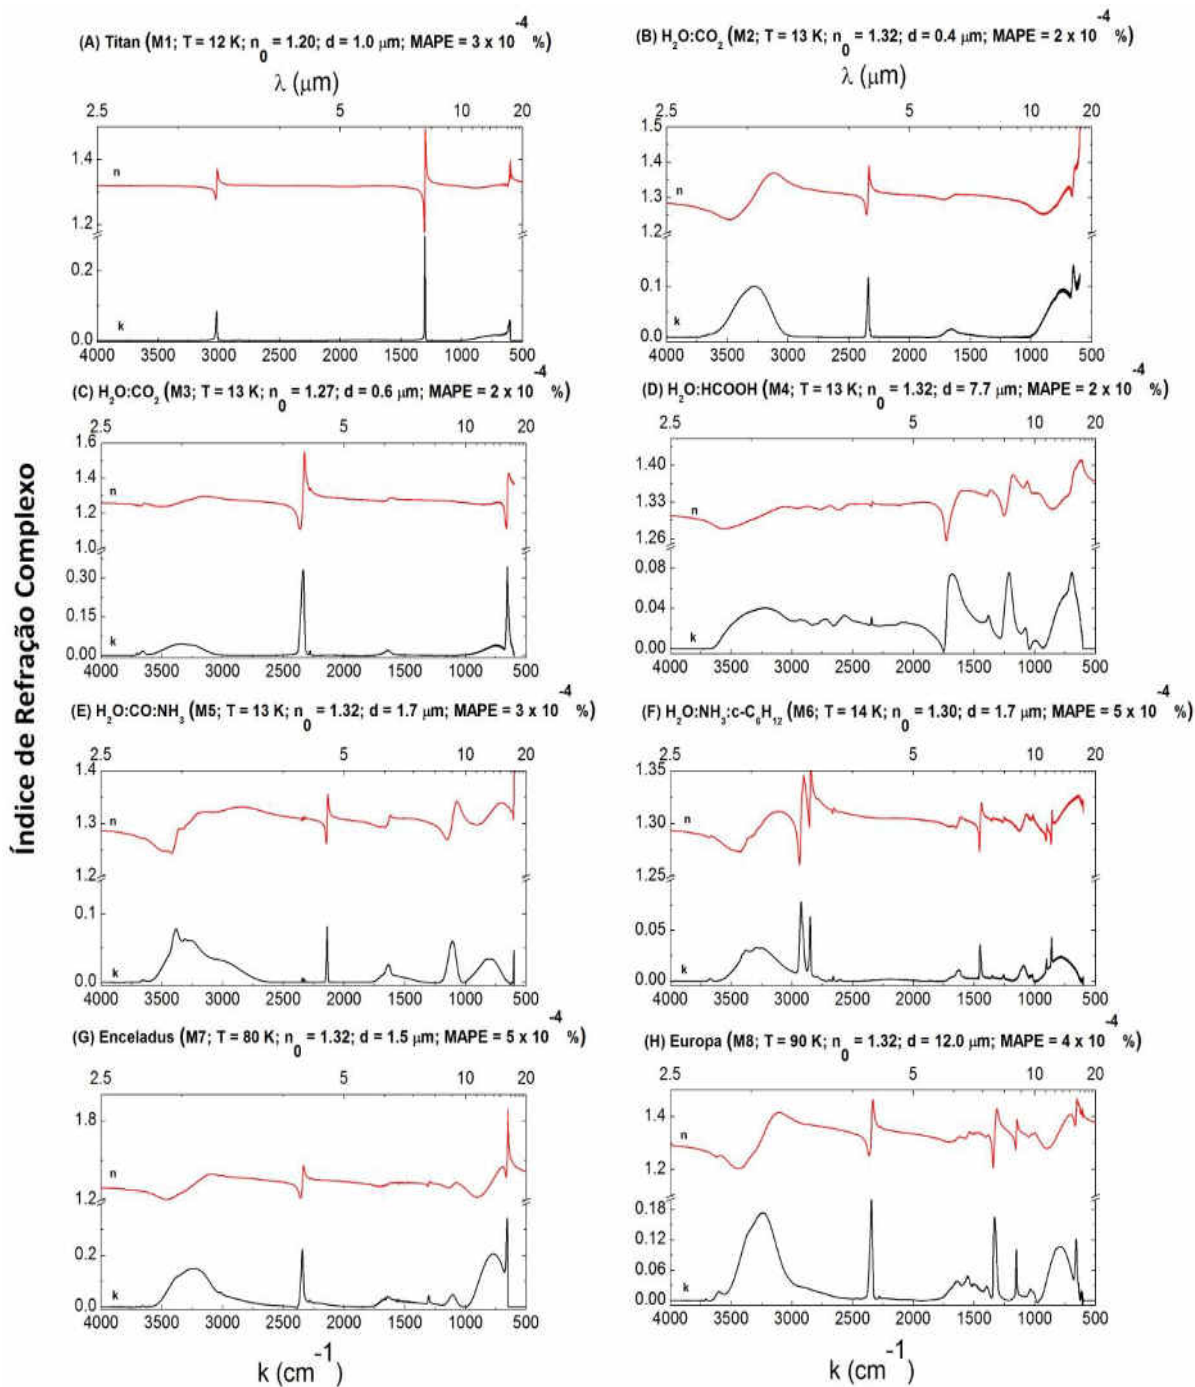 Índice de Refração Complexo
(A) Titan (M1; T = 12 K; n0 = 1.20; d = 1.0 μm; MAPE = 3 x 10-4 %)
λ (μm)
2.5 5 10 20
1.4
n
1.2
0.2
k
0.0
4000 3500 3000 2500 2000 1500 1000 500
(B) H2O:CO2 (M2; T = 13 K; n0 = 1.32; d = 0.4 μm; MAPE = 2 x 10-4 %)
λ (μm)
2.5 5 10 20
1.5
1.4
1.3
n
1.2
0.1
k
0.0
4000 3500 3000 2500 2000 1500 1000 500
(C) H2O:CO2 (M3; T = 13 K; n0 = 1.27; d = 0.6 μm; MAPE = 2 x 10-4 %)
2.5 5 10 20
1.6
1.4
n
1.2
1.0
0.30
0.15
k
0.00
4000 3500 3000 2500 2000 1500 1000 500
(D) H2O:HCOOH (M4; T = 13 K; n0 = 1.32; d = 7.7 μm; MAPE = 2 x 10-4 %)
2.5 5 10 20
1.40
n
1.33
1.26
0.08
0.04
k
0.00
4000 3500 3000 2500 2000 1500 1000 500
(E) H2O:CO:NH3 (M5; T = 13 K; n0 = 1.32; d = 1.7 μm; MAPE = 3 x 10-4 %)
2.5 5 10 20
1.4
n
1.3
1.2
0.1
k
0.0
4000 3500 3000 2500 2000 1500 1000 500
(F) H2O:NH3:c-C6H12 (M6; T = 14 K; n0 = 1.30; d = 1.7 μm; MAPE = 5 x 10-4 %)
2.5 5 10 20
1.35
n
1.30
1.25
0.05
k
0.00
4000 3500 3000 2500 2000 1500 1000 500
(G) Enceladus (M7; T = 80 K; n0 = 1.32; d = 1.5 μm; MAPE = 5 x 10-4 %)
2.5 5 10 20
1.8
n
1.2
0.2
k
0.0
4000 3500 3000 2500 2000 1500 1000 500
k (cm-1)
(H) Europa (M8; T = 90 K; n0 = 1.32; d = 12.0 μm; MAPE = 4 x 10-4 %)
2.5 5 10 20
1.4
n
1.2
0.18
0.12
0.06
k
0.00
4000 3500 3000 2500 2000 1500 1000 500
k (cm-1)